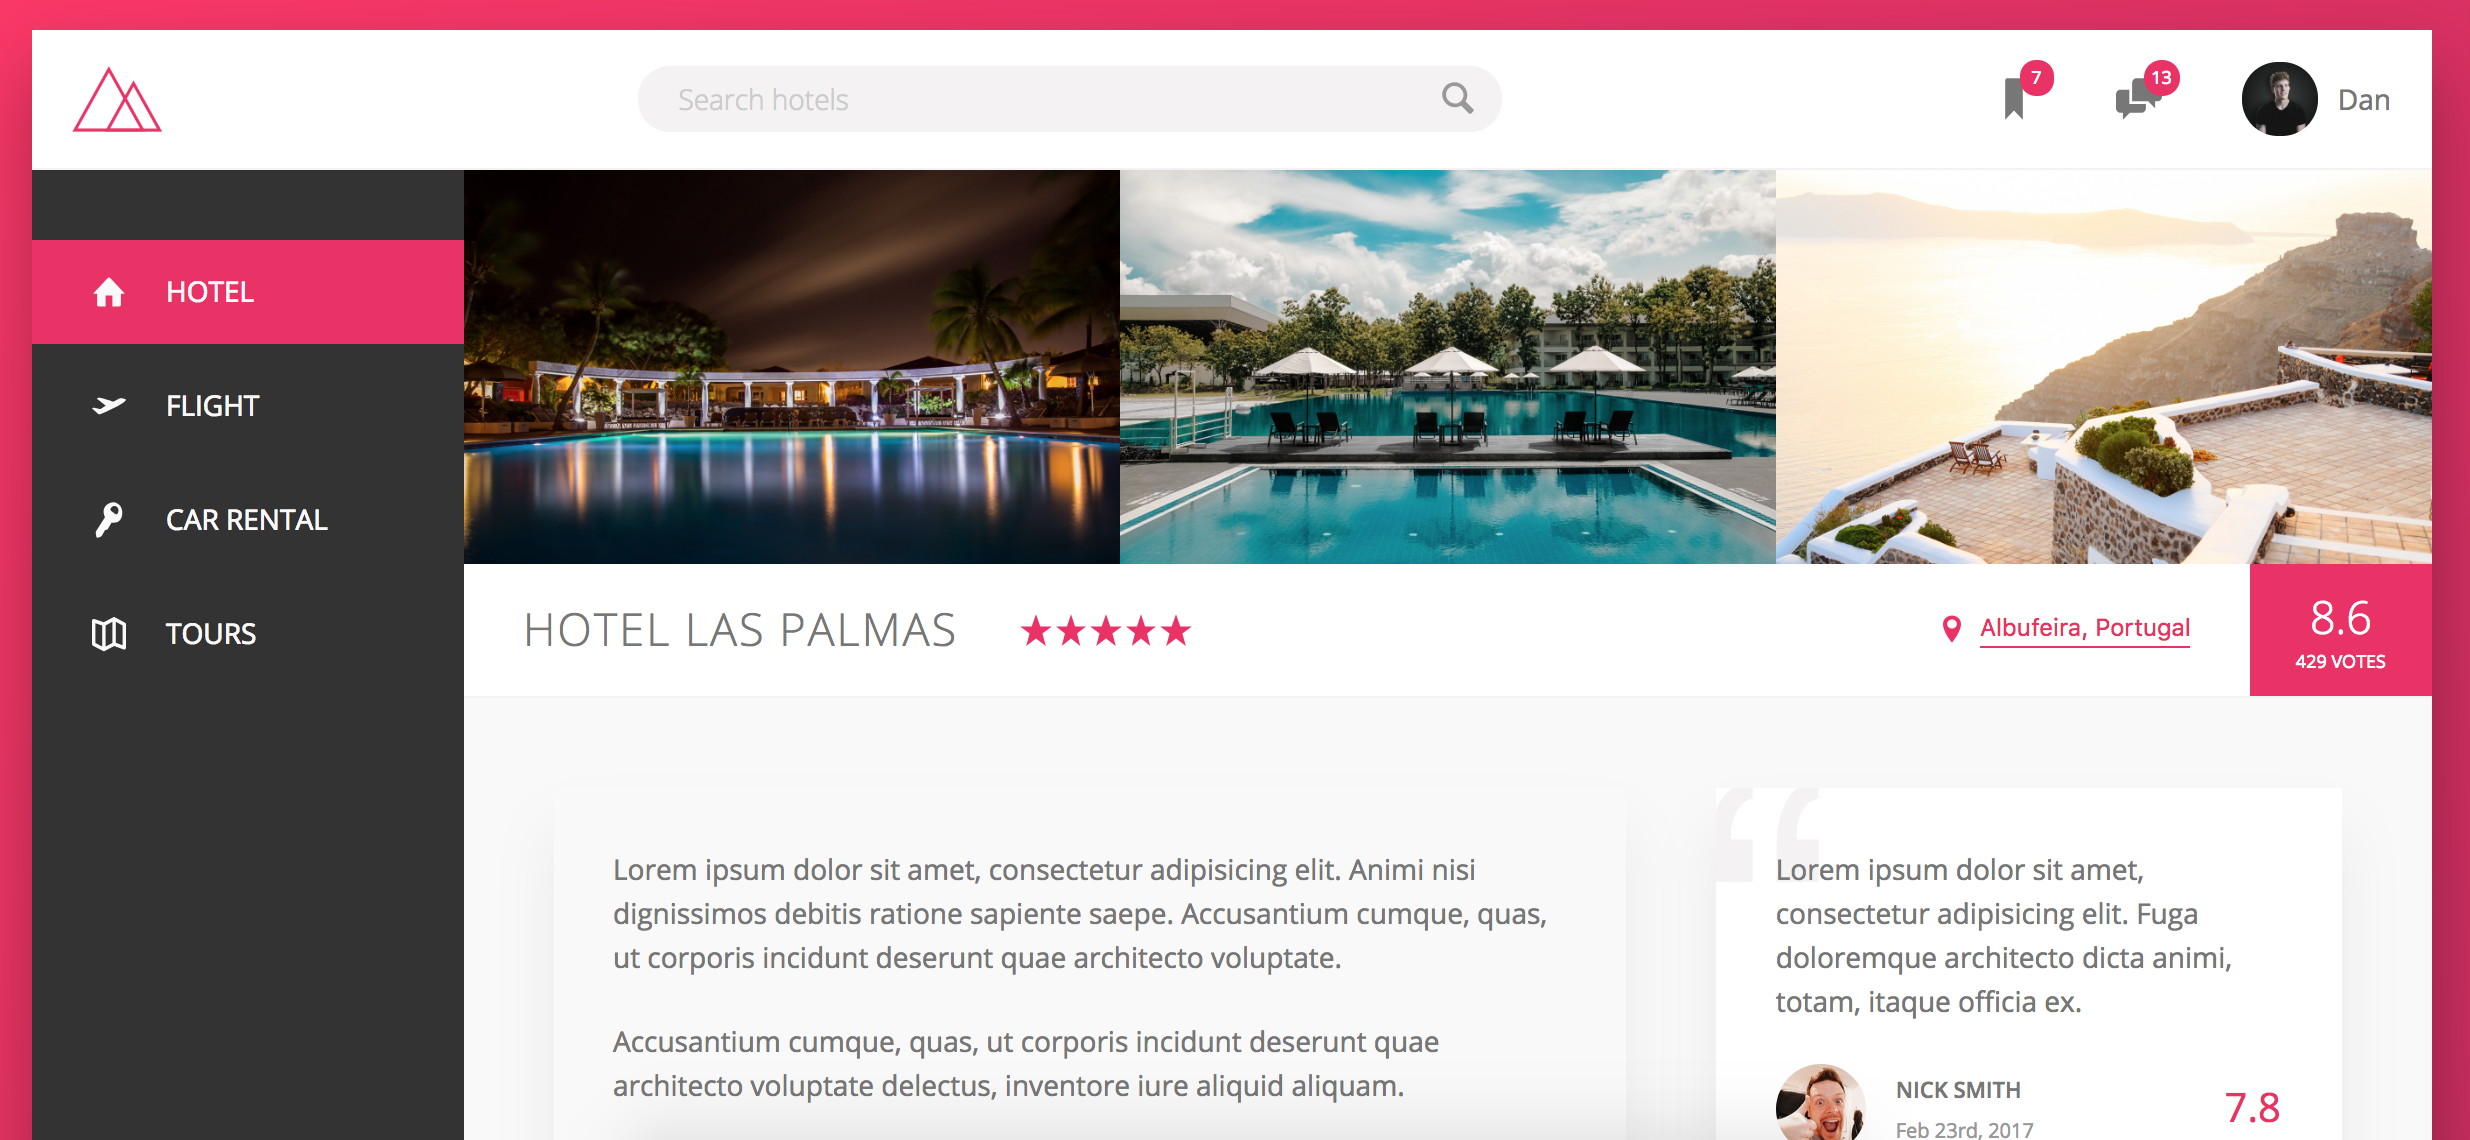 Search hotels
7
13
Dan
HOTEL
FLIGHT
CAR RENTAL
TOURS
HOTEL LAS PALMAS
Albufeira, Portugal
8.6
429 VOTES
Lorem ipsum dolor sit amet, consectetur adipisicing elit. Animi nisi
dignissimos debitis ratione sapiente saepe. Accusantium cumque, quas,
ut corporis incidunt deserunt quae architecto voluptate.
Accusantium cumque, quas, ut corporis incidunt deserunt quae
architecto voluptate delectus, inventore iure aliquid aliquam.
“
Lorem ipsum dolor sit amet,
consectetur adipisicing elit. Fuga
doloremque architecto dicta animi,
totam, itaque officia ex.
NICK SMITH
Feb 23rd, 2017
7.8